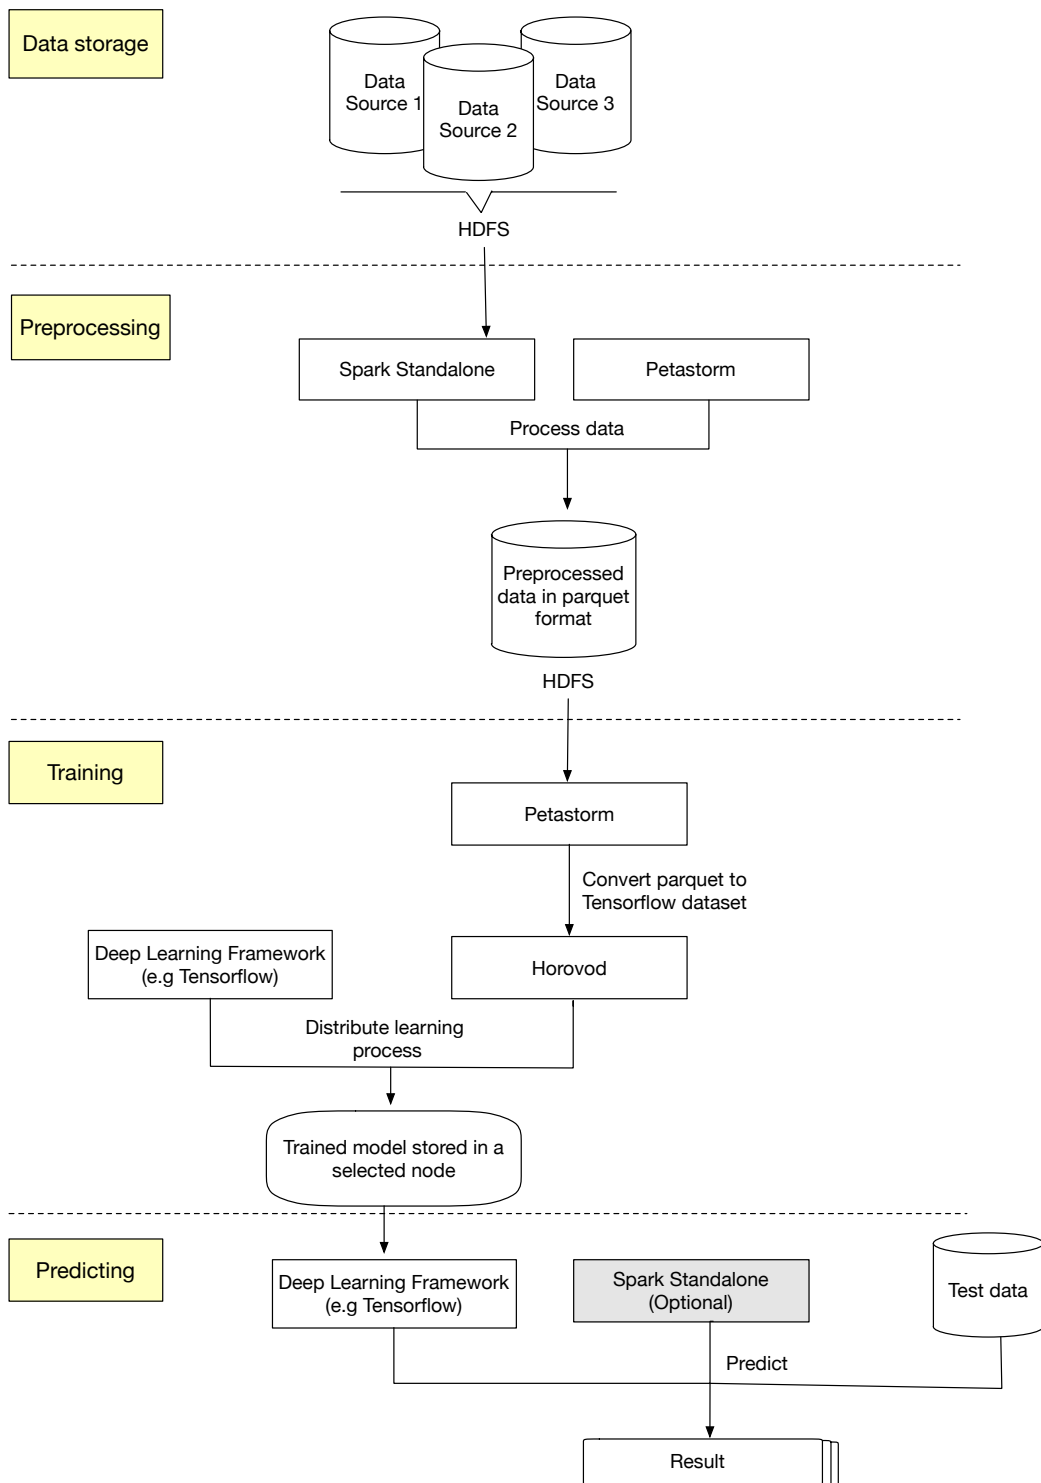 Data storage
Data
Source 1
Data
Source 2
Data
Source 3
HDFS
Preprocessing
Spark Standalone
Petastorm
Process data
Preprocessed
data in parquet
format
HDFS
Training
Petastorm
Convert parquet to
Tensorflow dataset
Deep Learning Framework
(e.g Tensorflow)
Horovod
Distribute learning
process
Trained model stored in a
selected node
Predicting
Deep Learning Framework
(e.g Tensorflow)
Spark Standalone
(Optional)
Test data
Predict
Result